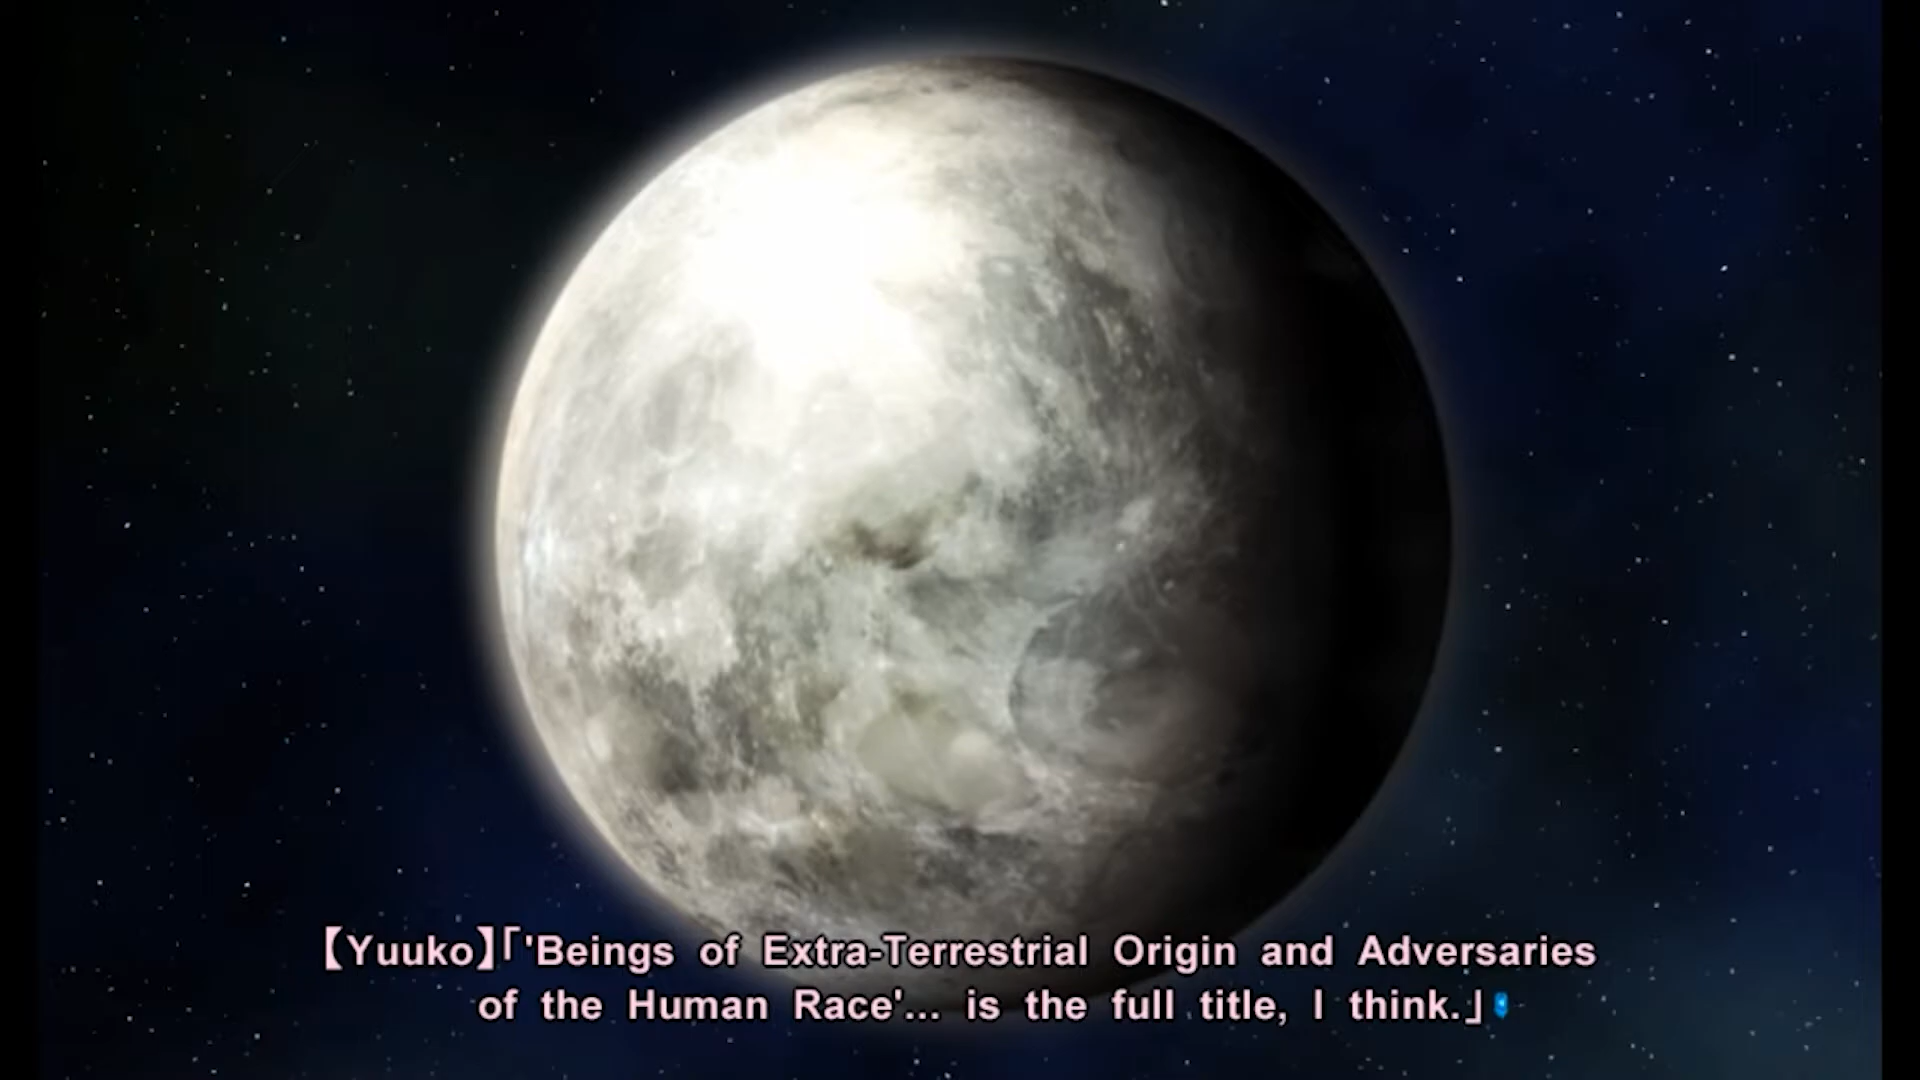 【Yuuko】「'Beings of Extra-Terrestrial Origin and Adversaries
of the Human Race'... is the full title, I think.」